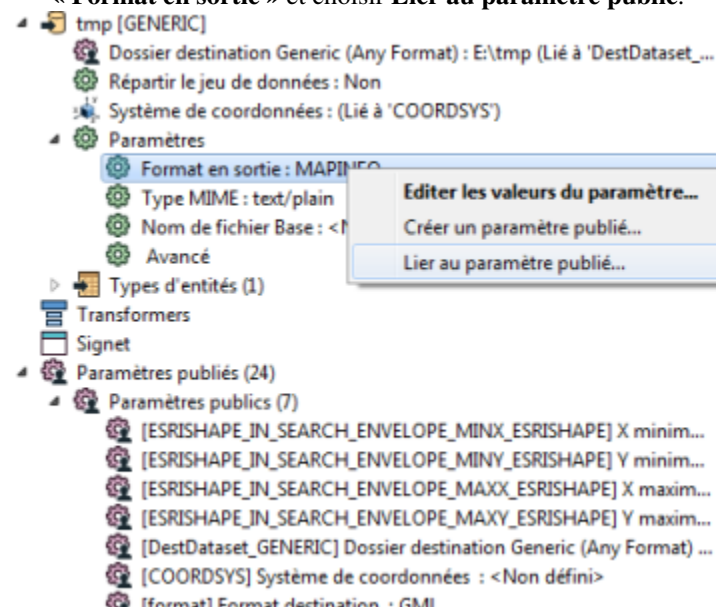 « Format en sortie » et choisir Lier au paramètre publié.
tmp [GENERIC]
Dossier destination Generic (Any Format) : E:\tmp (Lié à 'DestDataset_...
Répartir le jeu de données : Non
Système de coordonnées : (Lié à 'COORDSYS')
Paramètres
Format en sortie : MAPINFO
Editer les valeurs du paramètre...
Type MIME : text/plain
Créer un paramètre publié...
Nom de fichier Base : <N
Lier au paramètre publié...
Avancé
Types d'entités (1)
Transformers
Signet
Paramètres publiés (24)
Paramètres publics (7)
[ESRISHAPE_IN_SEARCH_ENVELOPE_MINX_ESRISHAPE] X minim...
[ESRISHAPE_IN_SEARCH_ENVELOPE_MINY_ESRISHAPE] Y minim...
[ESRISHAPE_IN_SEARCH_ENVELOPE_MAXX_ESRISHAPE] X maxim...
[ESRISHAPE_IN_SEARCH_ENVELOPE_MAXY_ESRISHAPE] Y maxim...
[DestDataset_GENERIC] Dossier destination Generic (Any Format) ...
[COORDSYS] Système de coordonnées : <Non défini>
[format] Format destination : GML